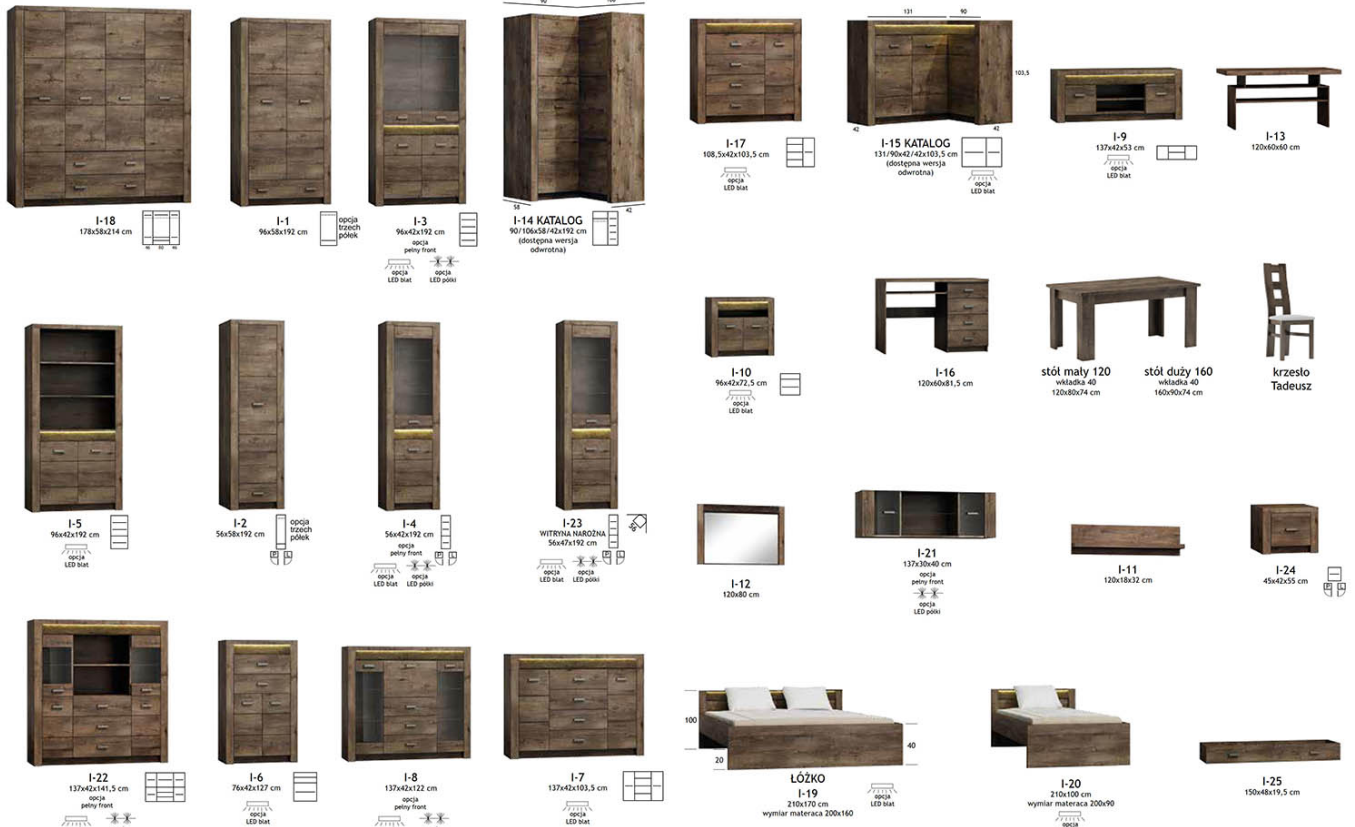 90
106
I-18
178x58x214 cm
46 92 46
I-1
96x58x192 cm
opcja
trzech
półek
I-3
96x42x192 cm
opcja
pełny front
opcja
LED blat
opcja
LED półki
58
42
I-14 KATALOG
90/106x58/42x192 cm
(dostępna wersja
odwrotna)
I-17
108,5x42x103,5 cm
opcja
LED blat
131
90
103,5
42
42
I-15 KATALOG
131/90x42/42x103,5 cm
(dostępna wersja
odwrotna)
opcja
LED blat
I-9
137x42x53 cm
opcja
LED blat
I-13
120x60x60 cm
I-10
96x42x72,5 cm
opcja
LED blat
I-16
120x60x81,5 cm
stół mały 120
wkładka 40
120x80x74 cm
stół duży 160
wkładka 40
160x90x74 cm
krzesło
Tadeusz
I-5
96x42x192 cm
opcja
LED blat
I-2
56x58x192 cm
opcja
trzech
półek
P L
I-4
56x42x192 cm
opcja
pełny front
P L
opcja
LED blat
opcja
LED półki
I-23
WITRYNA NAROŻNA
56x47x192 cm
P L
opcja
LED blat
opcja
LED półki
I-12
120x80 cm
I-21
137x30x40 cm
opcja
pełny front
opcja
LED półki
I-11
120x18x32 cm
I-24
45x42x55 cm
P L
I-22
137x42x141,5 cm
opcja
pełny front
I-6
76x42x127 cm
opcja
LED blat
I-8
137x42x122 cm
opcja
pełny front
I-7
137x42x103,5 cm
opcja
LED blat
100
20
40
ŁÓŻKO
I-19
210x170 cm
wymiar materaca 200x160
opcja
LED blat
I-20
210x100 cm
wymiar materaca 200x90
opcja
I-25
150x48x19,5 cm